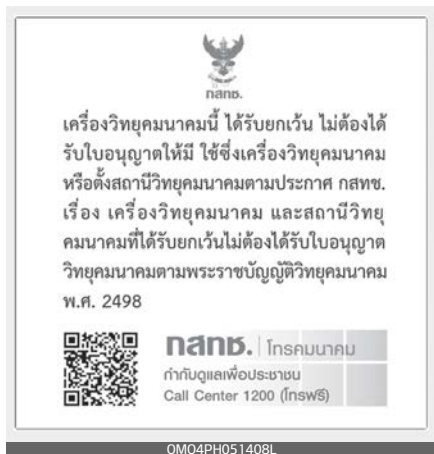 กสทช.
เครื่องวิทยุคมนาคมนี้ ได้รับยกเว้น ไม่ต้องได้
รับใบอนุญาตให้มี ใช้ซึ่งเครื่องวิทยุคมนาคม
หรือตั้งสถานีวิทยุคมนาคมตามประกาศ กสทช.
เรื่อง เครื่องวิทยุคมนาคม และสถานีวิทยุ
คมนาคมที่ได้รับยกเว้นไม่ต้องได้รับใบอนุญาต
วิทยุคมนาคมตามพระราชบัญญัติวิทยุคมนาคม
พ.ศ. 2498
กสทช. | โทรคมนาคม
กำกับดูแลเพื่อประชาชน
Call Center 1200 (โทรฟรี)
OMO4PH051408L